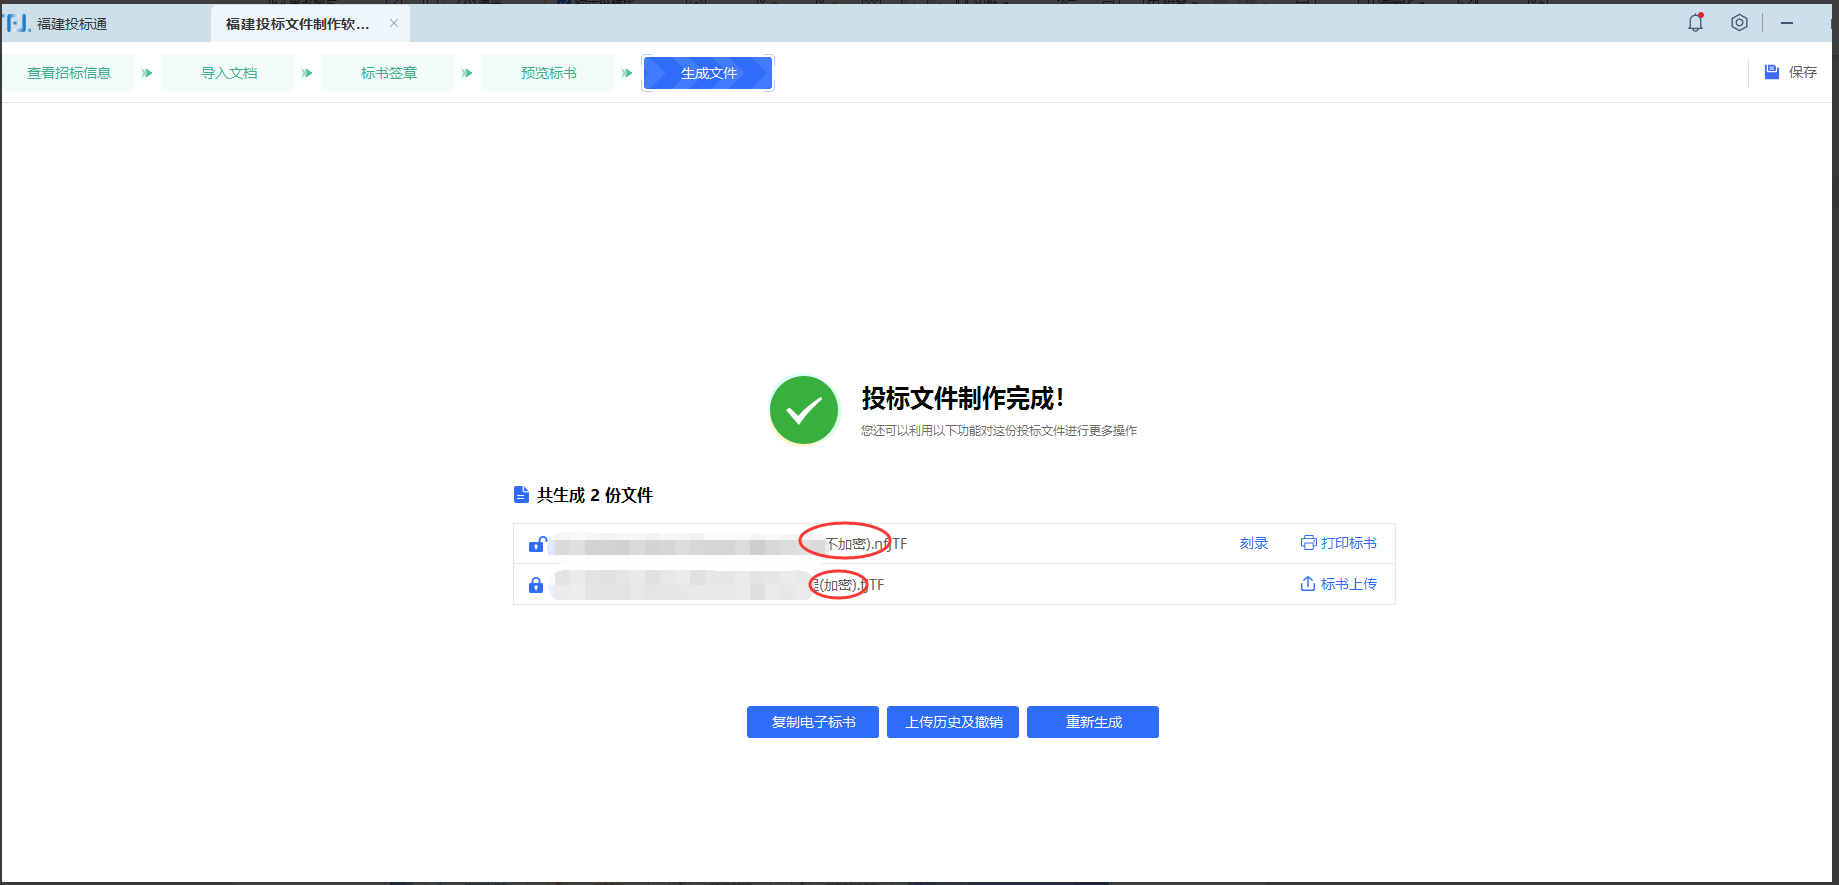 福建投标通
福建投标文件制作软...
查看招标信息
导入文档
标书签章
预览标书
生成文件
保存
投标文件制作完成！
您还可以利用以下功能对这份投标文件进行更多操作
共生成 2 份文件
不加密).nfJTF
刻录
打印标书
(加密).fJTF
标书上传
复制电子标书
上传历史及撤销
重新生成